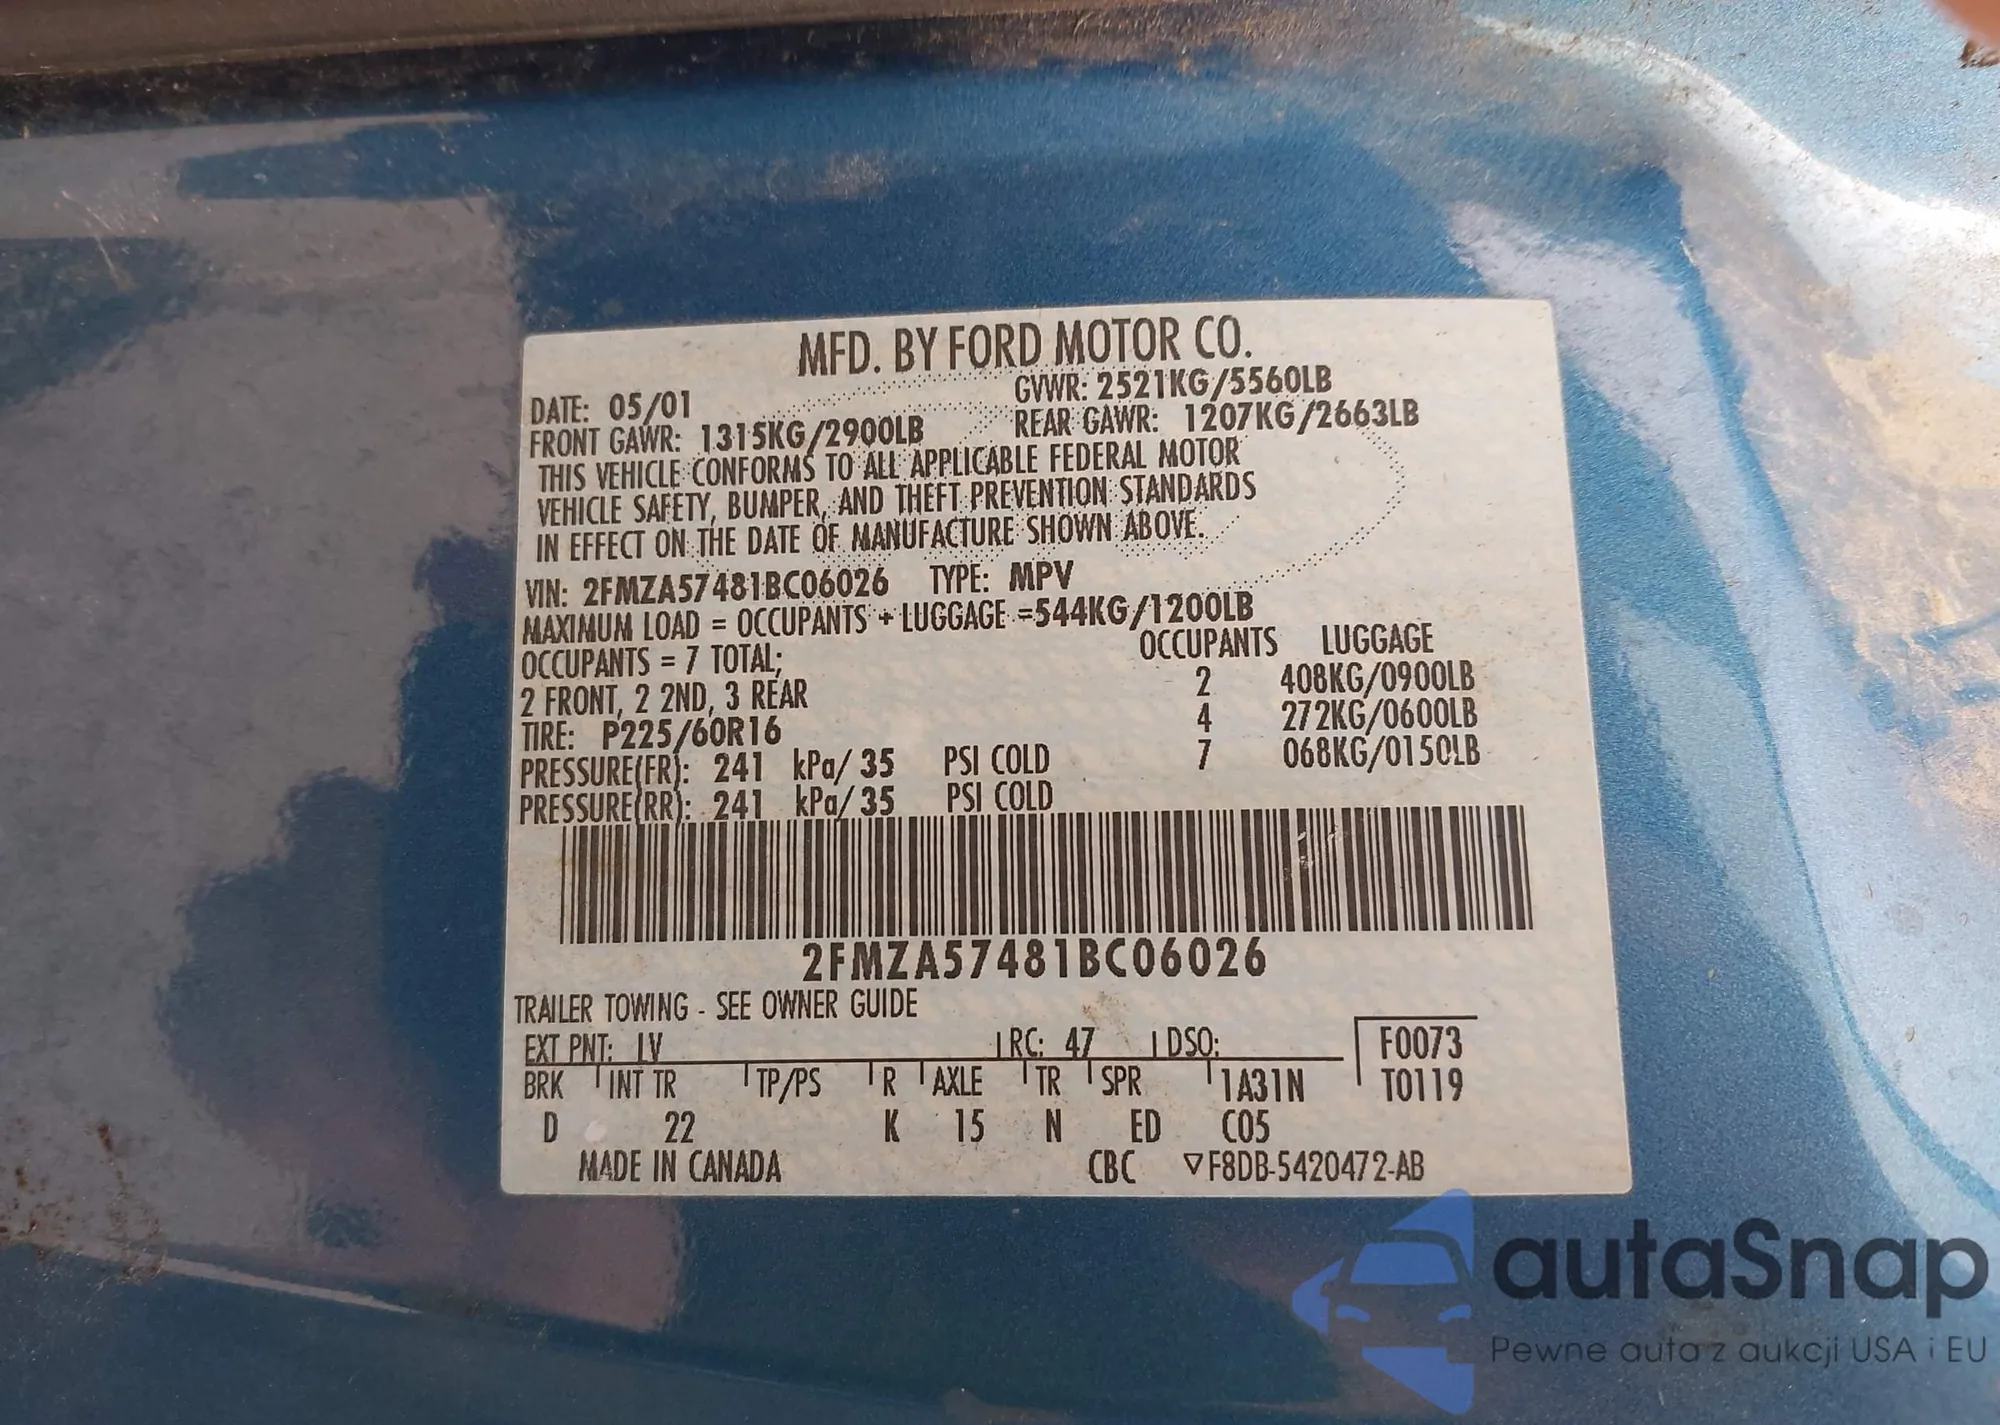 MFD. BY FORD MOTOR CO.
DATE: 05/01 GVWR: 2521KG/5560LB
FRONT GAWR: 1315KG/2900LB REAR GAWR: 1207KG/2663LB
THIS VEHICLE CONFORMS TO ALL APPLICABLE FEDERAL MOTOR
VEHICLE SAFETY, BUMPER, AND THEFT PREVENTION STANDARDS
IN EFFECT ON THE DATE OF MANUFACTURE SHOWN ABOVE.
VIN: 2FMZA57481BC06026 TYPE: MPV
MAXIMUM LOAD = OCCUPANTS + LUGGAGE =544KG/1200LB
OCCUPANTS = 7 TOTAL; OCCUPANTS LUGGAGE
2 FRONT, 2 2ND, 3 REAR 2 408KG/0900LB
TIRE: P225/60R16 4 272KG/0600LB
PRESSURE(FR): 241 kPa/ 35 PSI COLD 7 068KG/0150LB
PRESSURE(RR): 241 kPa/ 35 PSI COLD
2FMZA57481BC06026
TRAILER TOWING - SEE OWNER GUIDE
EXT PNT: LV RC: 47 DSO: F0073
BRK INT TR TP/PS R AXLE TR SPR 1A31N T0119
D 22 K 15 N ED C05
MADE IN CANADA CBC ▽F8DB-5420472-AB
autaSnap
Pewne auta z aukcji USA i EU